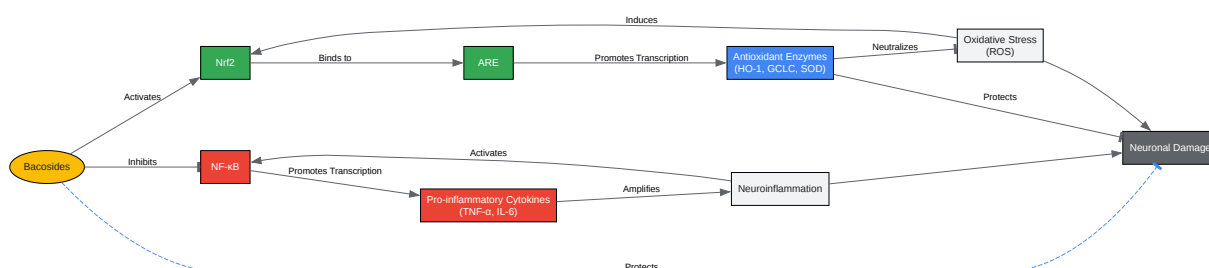 Induces
Oxidative Stress
(ROS)
Nrf2
Binds to
ARE
Promotes Transcription
Antioxidant Enzymes
(HO-1, GCLC, SOD)
Neutralizes
Activates
Protects
Bacosides
Inhibits
NF-κB
Activates
Promotes Transcription
Pro-inflammatory Cytokines
(TNF-α, IL-6)
Amplifies
Neuroinflammation
Neuronal Damage
Protects